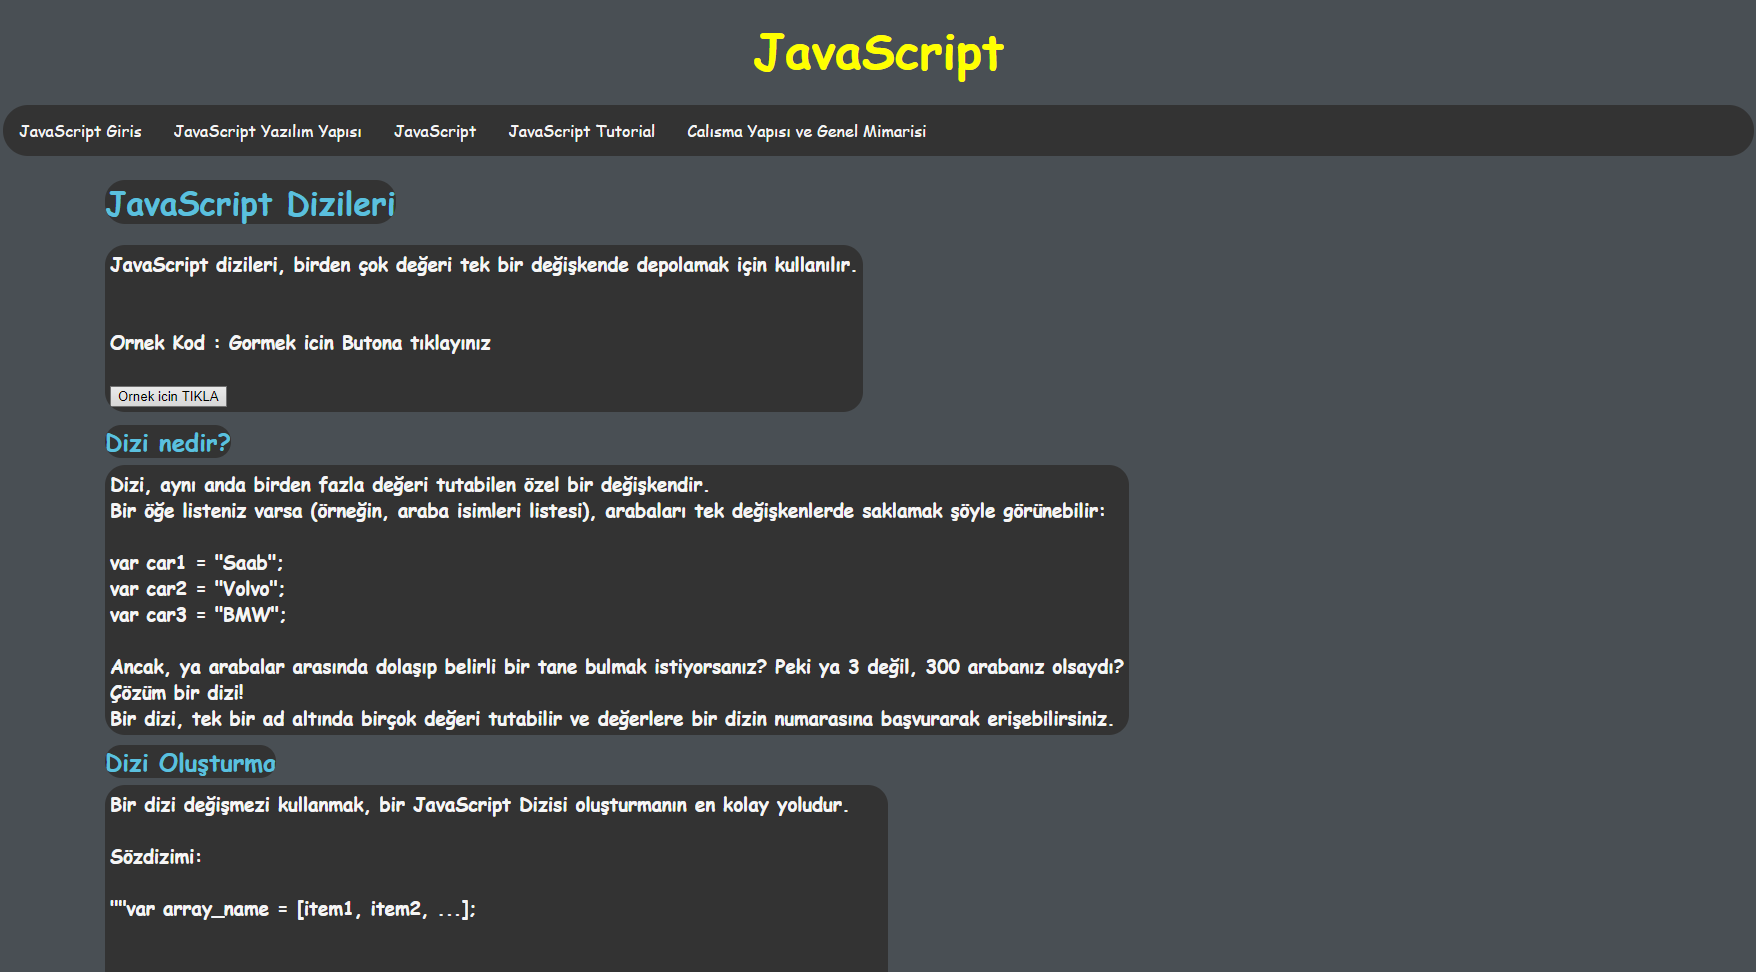 JavaScript
JavaScript Giris JavaScript Yazılım Yapısı JavaScript JavaScript Tutorial Calısma Yapısı ve Genel Mimarisi
JavaScript Dizileri
JavaScript dizileri, birden çok değeri tek bir değişkende depolamak için kullanılır.
Ornek Kod : Gormek icin Butona tıklayınız
Ornek icin TIKLA
Dizi nedir?
Dizi, aynı anda birden fazla değeri tutabilen özel bir değişkendir.
Bir öğe listeniz varsa (örneğin, araba isimleri listesi), arabaları tek değişkenlerde saklamak şöyle görünebilir:
var car1 = "Saab";
var car2 = "Volvo";
var car3 = "BMW";
Ancak, ya arabalar arasında dolaşıp belirli bir tane bulmak istiyorsanız? Peki ya 3 değil, 300 arabanız olsaydı?
Çözüm bir dizi!
Bir dizi, tek bir ad altında birçok değeri tutabilir ve değerlere bir dizin numarasına başvurarak erişebilirsiniz.
Dizi Oluşturma
Bir dizi değişmezi kullanmak, bir JavaScript Dizisi oluşturmanın en kolay yoludur.
Sözdizimi:
""var array_name = [item1, item2, ...];